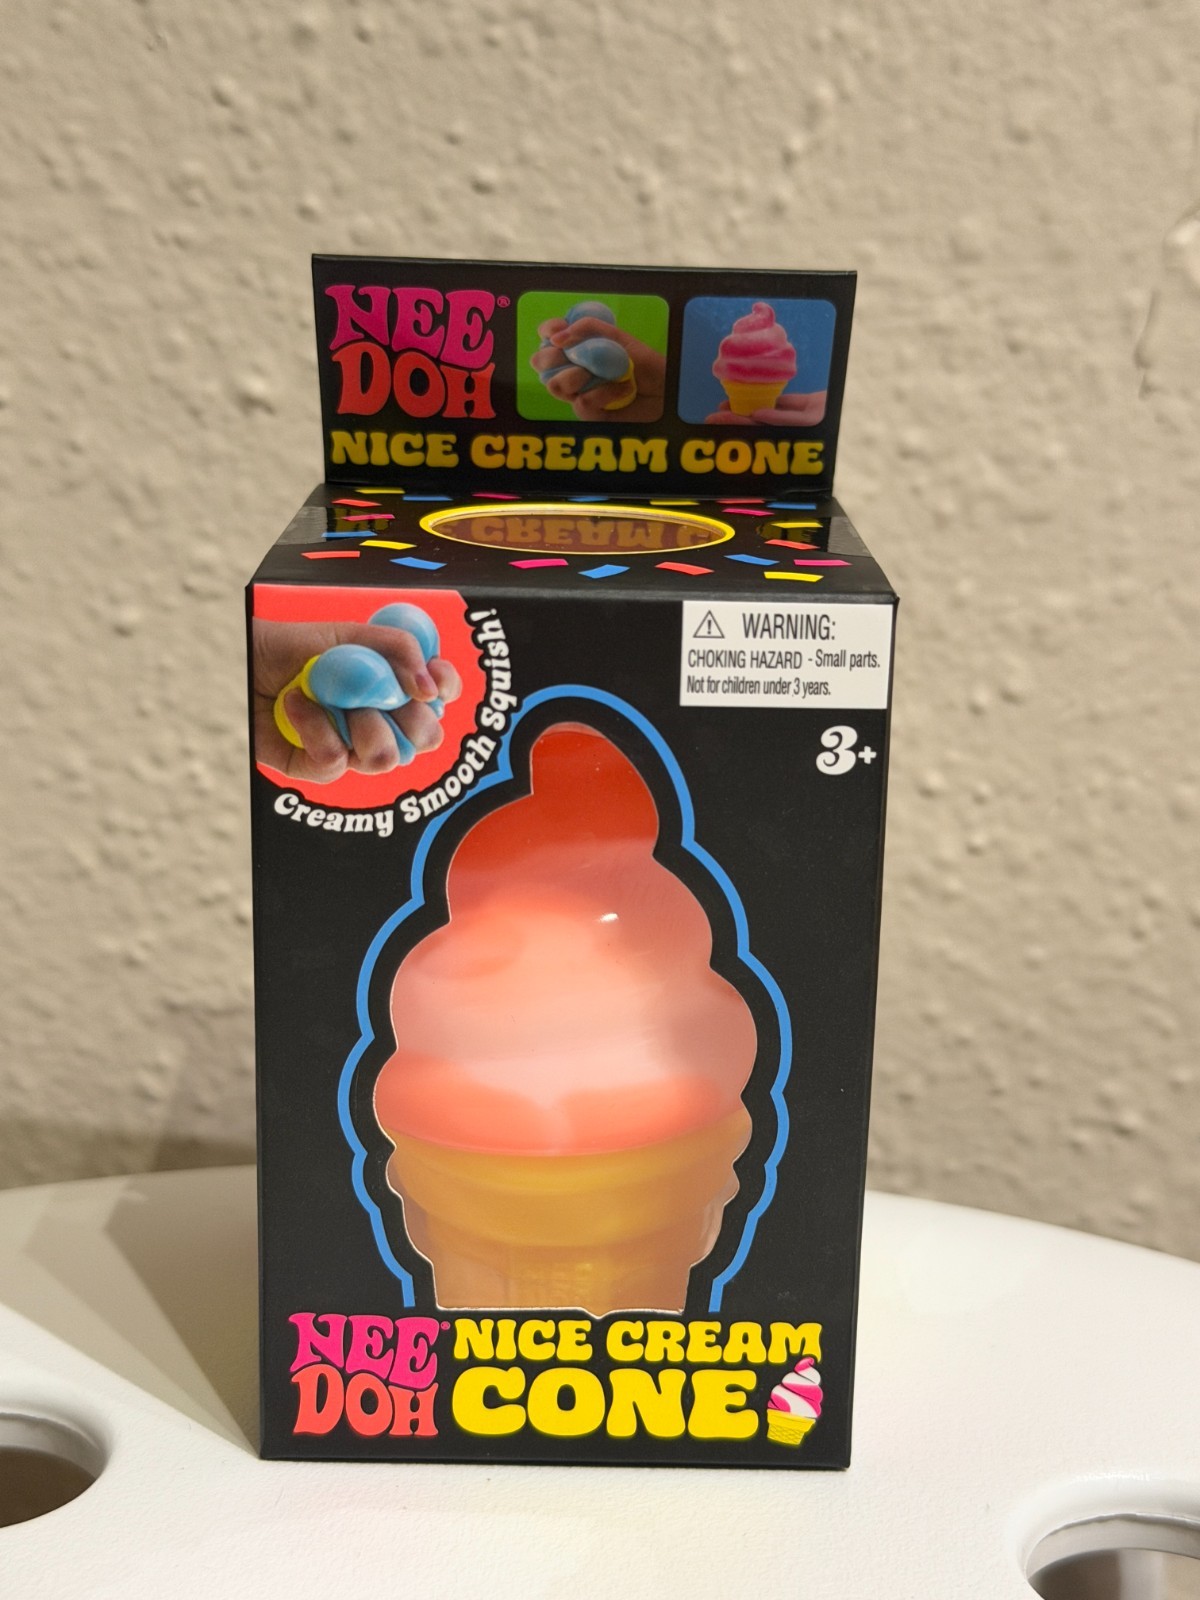 NEE®
DOH
NICE CREAM CONE
Creamy Smooth Squish!
WARNING:
CHOKING HAZARD - Small parts.
Not for children under 3 years.
3+
NEE®
DOH
NICE CREAM
CONE